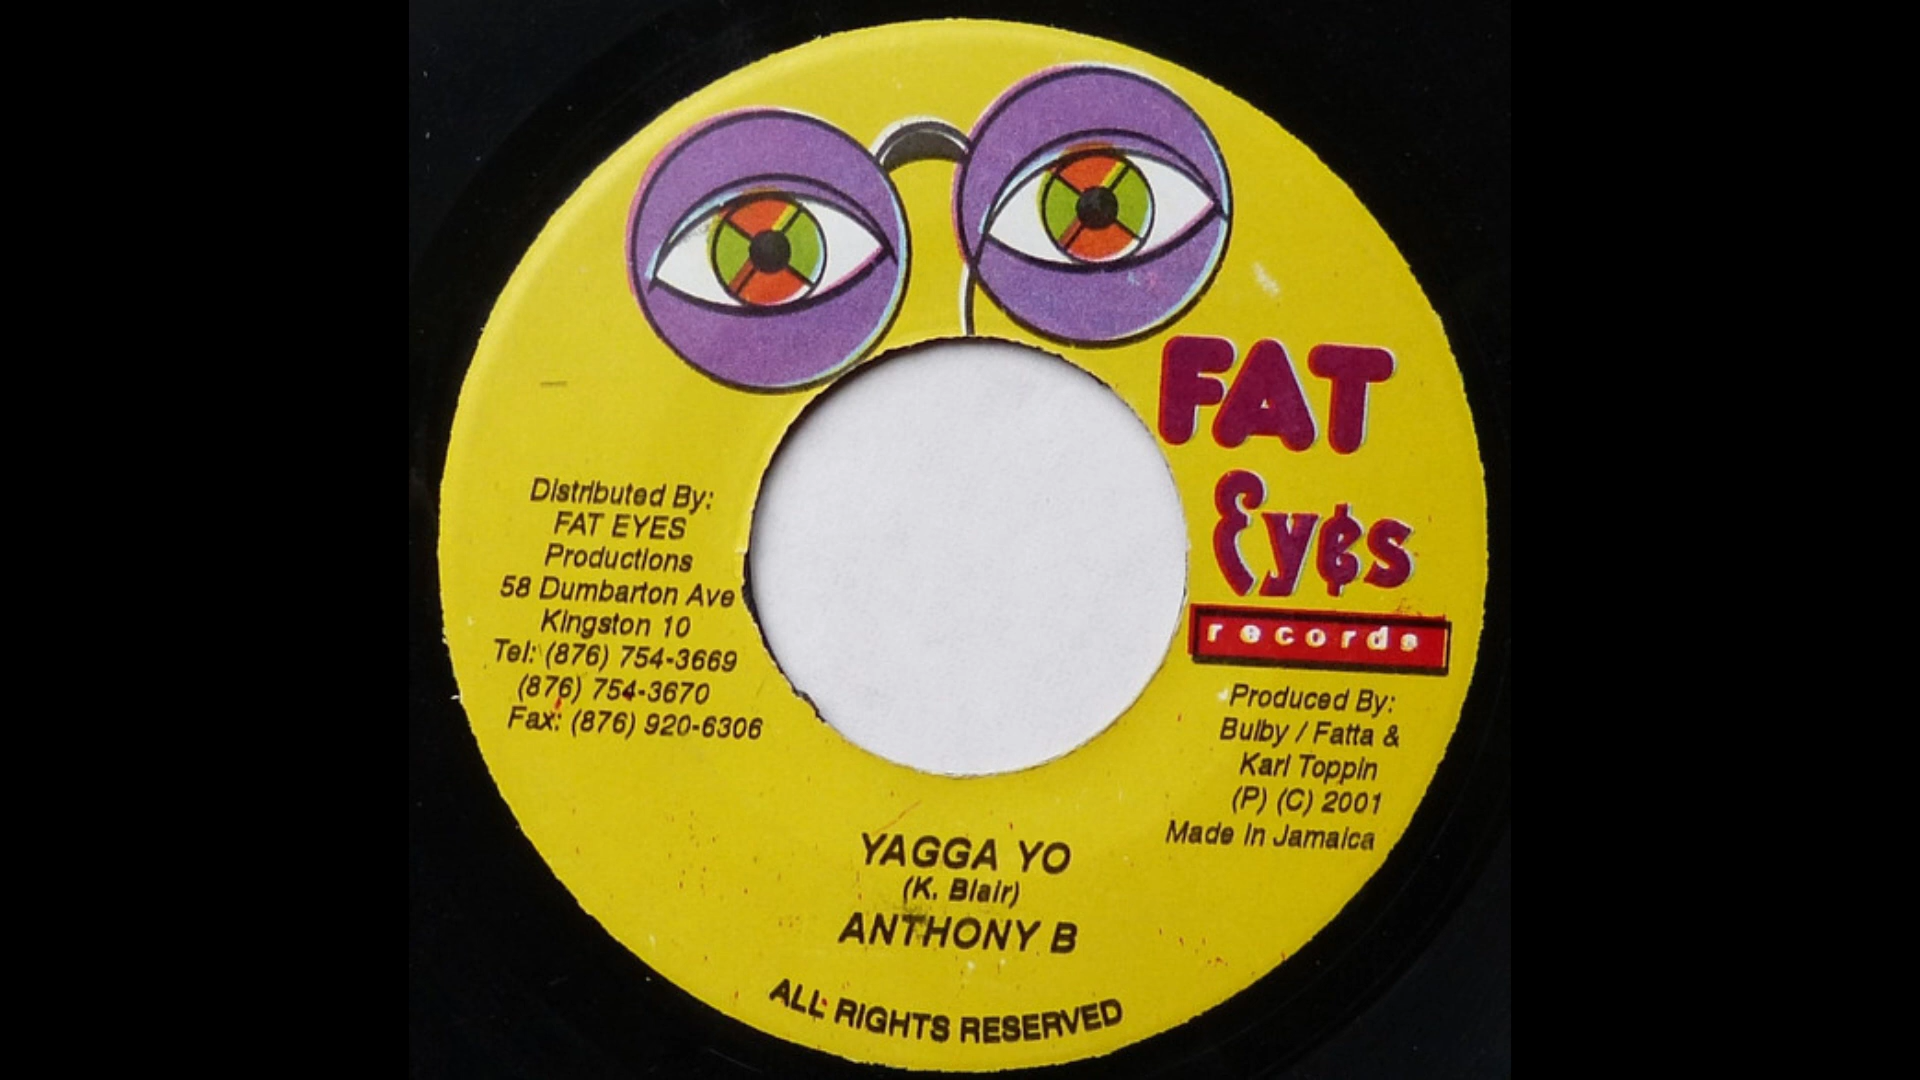 FAT
Eyes
records
Distributed By:
FAT EYES
Productions
58 Dumbarton Ave
Kingston 10
Tel: (876) 754-3669
(876) 754-3670
Fax: (876) 920-6306
Produced By:
Bulby / Fatta &
Karl Toppin
(P) (C) 2001
Made In Jamaica
YAGGA YO
(K. Blair)
ANTHONY B
ALL RIGHTS RESERVED